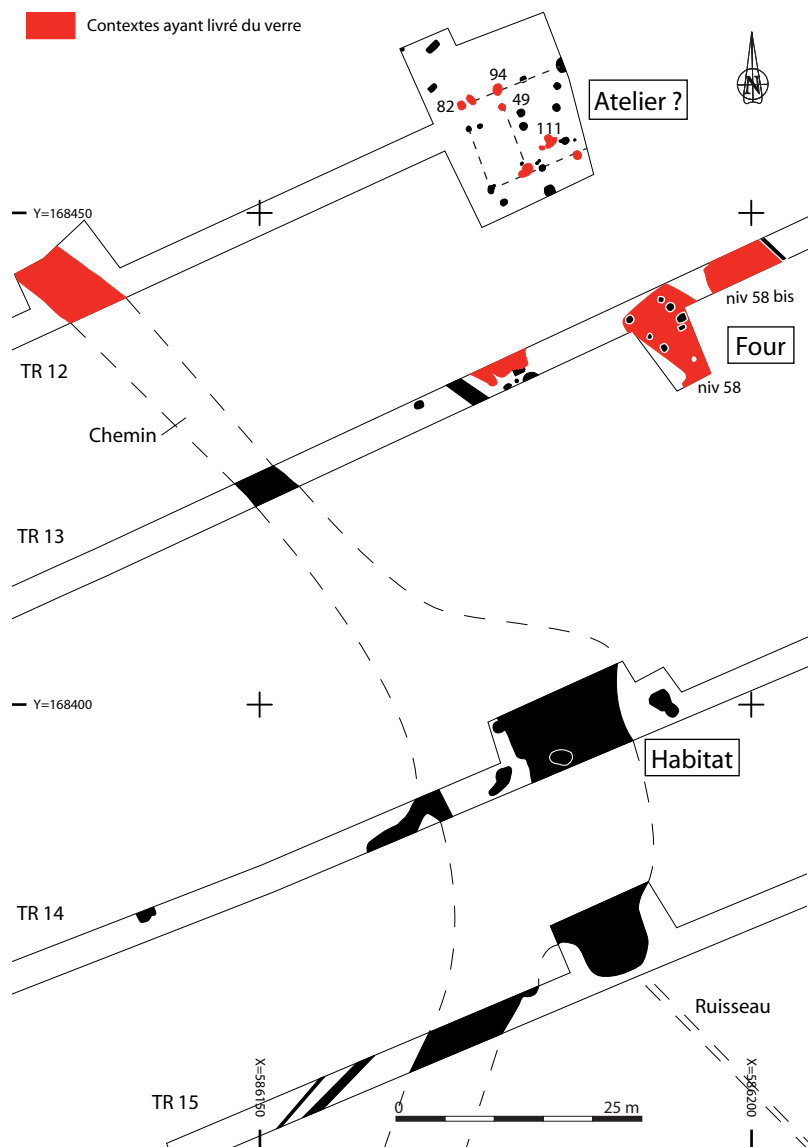 Contextes ayant livré du verre
N
94
82
49
Atelier ?
111
Y=168450
niv 58 bis
TR 12
Four
niv 58
Chemin
TR 13
Y=168400
Habitat
TR 14
Ruisseau
X=586150
X=586200
TR 15
0
25 m